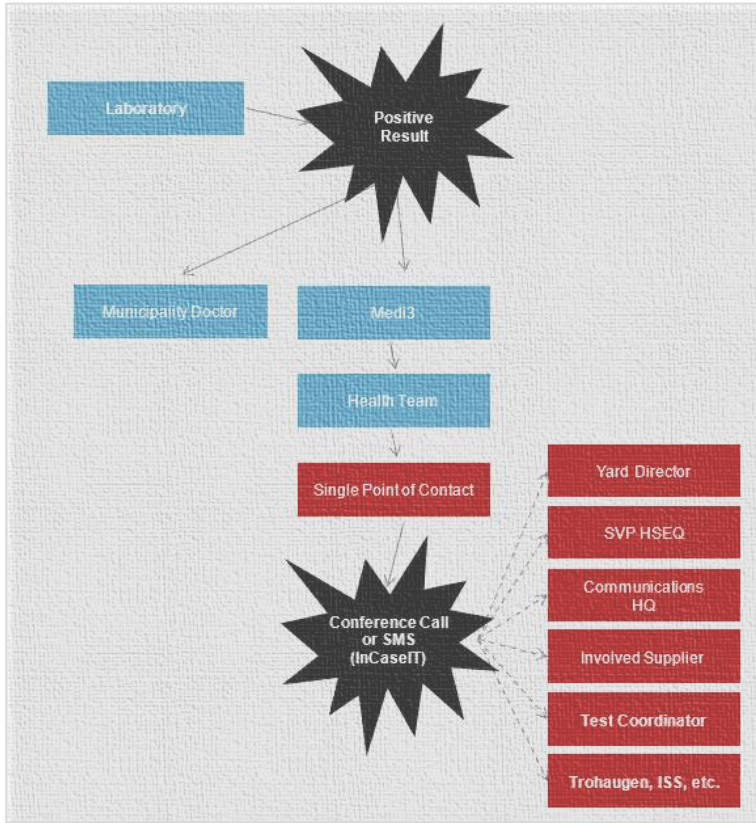 Laboratory
Positive
Result
Municipality Doctor
Medi3
Health Team
Single Point of Contact
Conference Call
or SMS
(InCaseIT)
Yard Director
SVP HSEQ
Communications
HQ
Involved Supplier
Test Coordinator
Trohaugen, ISS, etc.